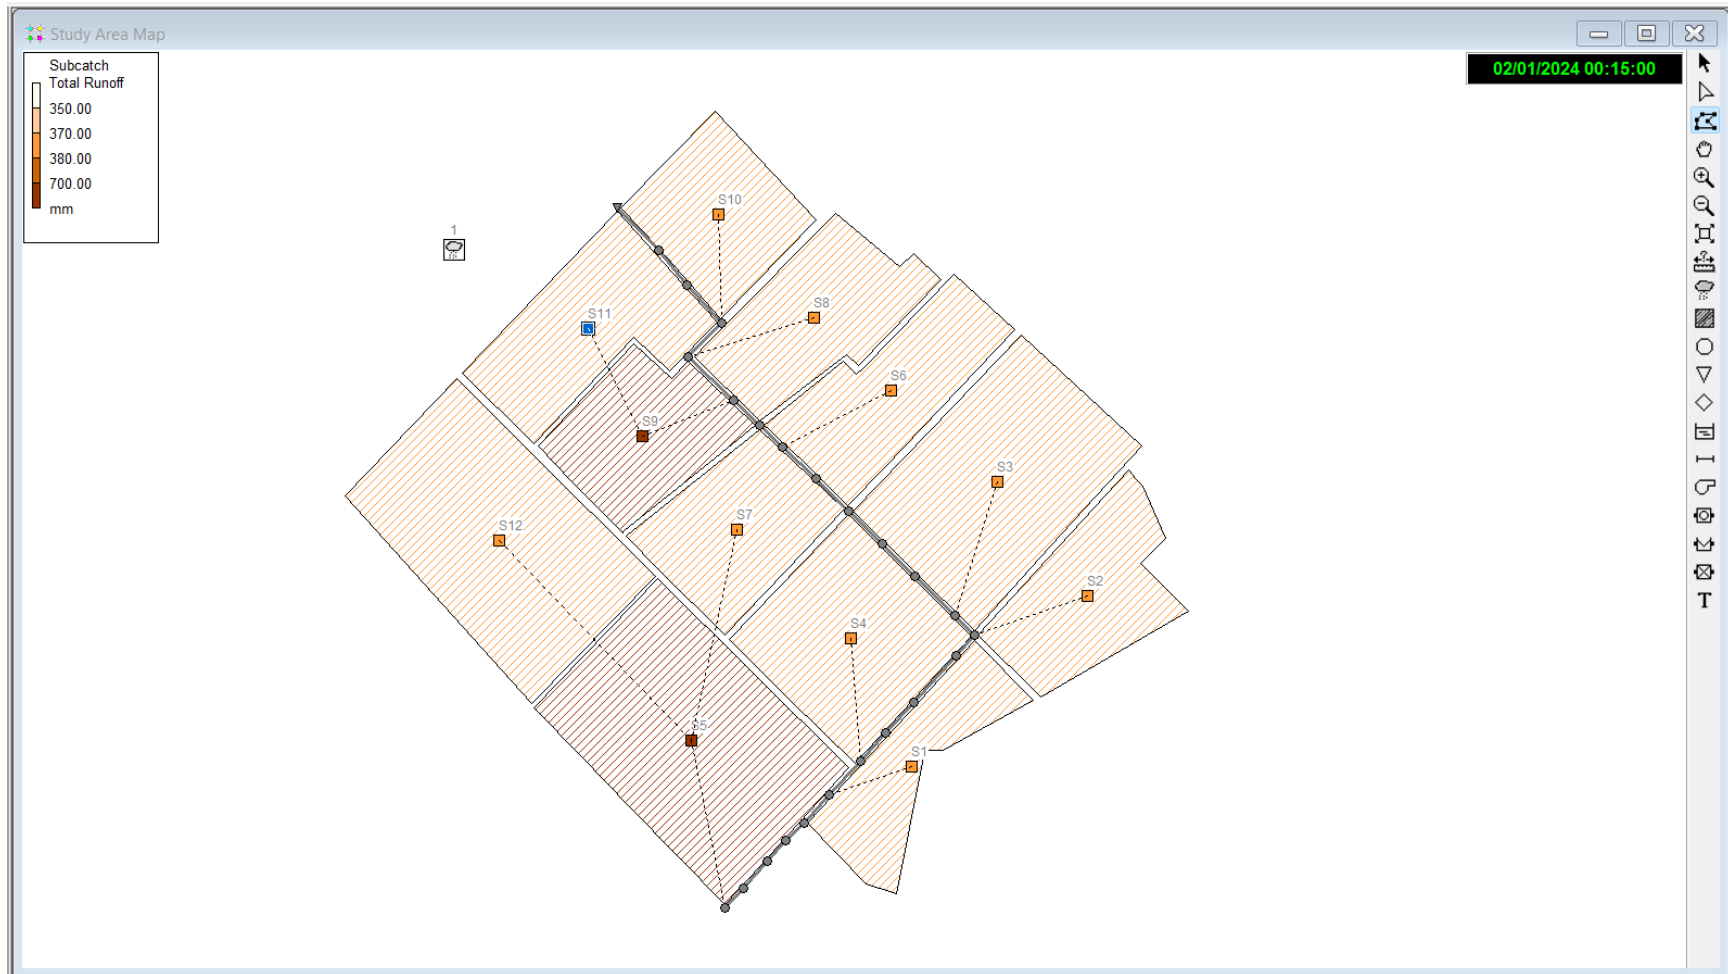 Study Area Map
Subcatch
Total Runoff
350.00
370.00
380.00
700.00
mm
02/01/2024 00:15:00
1
S10
S8
S11
S6
S9
S3
S7
S12
S2
S4
S5
S1
T